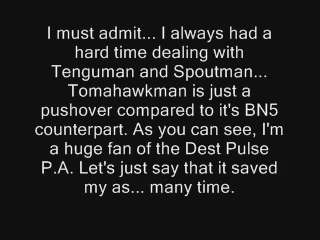 I must admit... I always had a
hard time dealing with
Tenguman and Spoutman...
Tomahawkman is just a
pushover compared to it's BN5
counterpart. As you can see, I'm
a huge fan of the Dest Pulse
P.A. Let's just say that it saved
my as... many time.